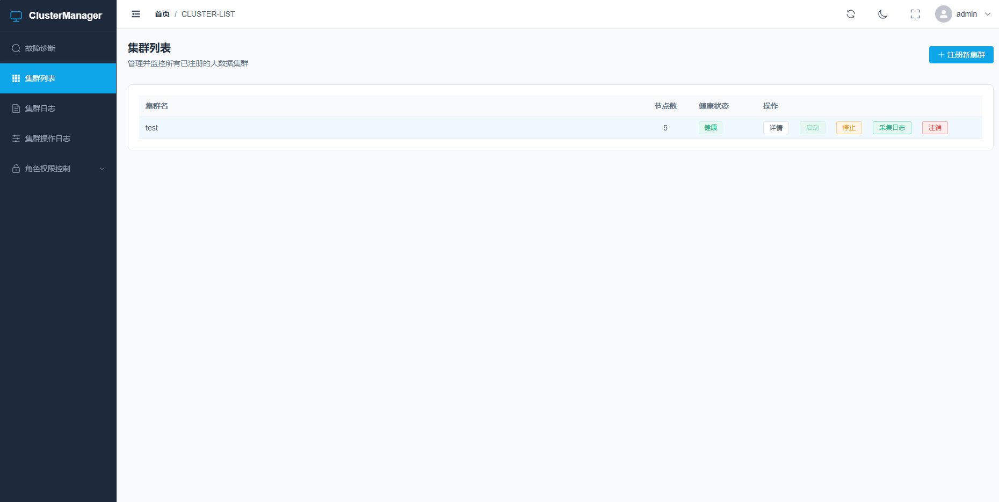 ClusterManager
故障诊断
集群列表
集群日志
集群操作日志
角色权限控制
首页 / CLUSTER-LIST
admin
集群列表
管理并监控所有已注册的大数据集群
注册新集群
集群名 节点数 健康状态 操作
test 5 健康 详情 启动 停止 采集日志 注销